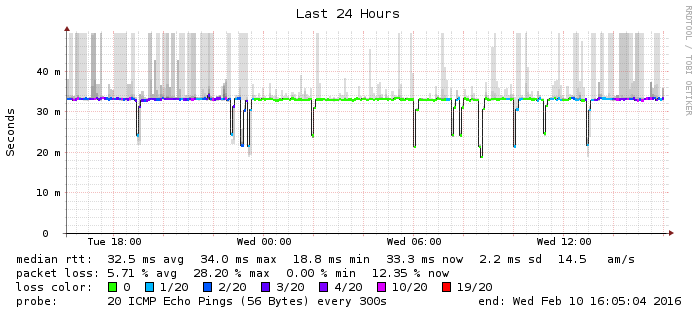 Last 24 Hours
RRDTOOL / TOBI OETIKER
Seconds
40 m
30 m
20 m
10 m
0
Tue 18:00 Wed 00:00 Wed 06:00 Wed 12:00
median rtt: 32.5 ms avg 34.0 ms max 18.8 ms min 33.3 ms now 2.2 ms sd 14.5 am/s
packet loss: 5.71 % avg 28.20 % max 0.00 % min 12.35 % now
loss color: 0 1/20 2/20 3/20 4/20 10/20 19/20
probe: 20 ICMP Echo Pings (56 Bytes) every 300s end: Wed Feb 10 16:05:04 2016